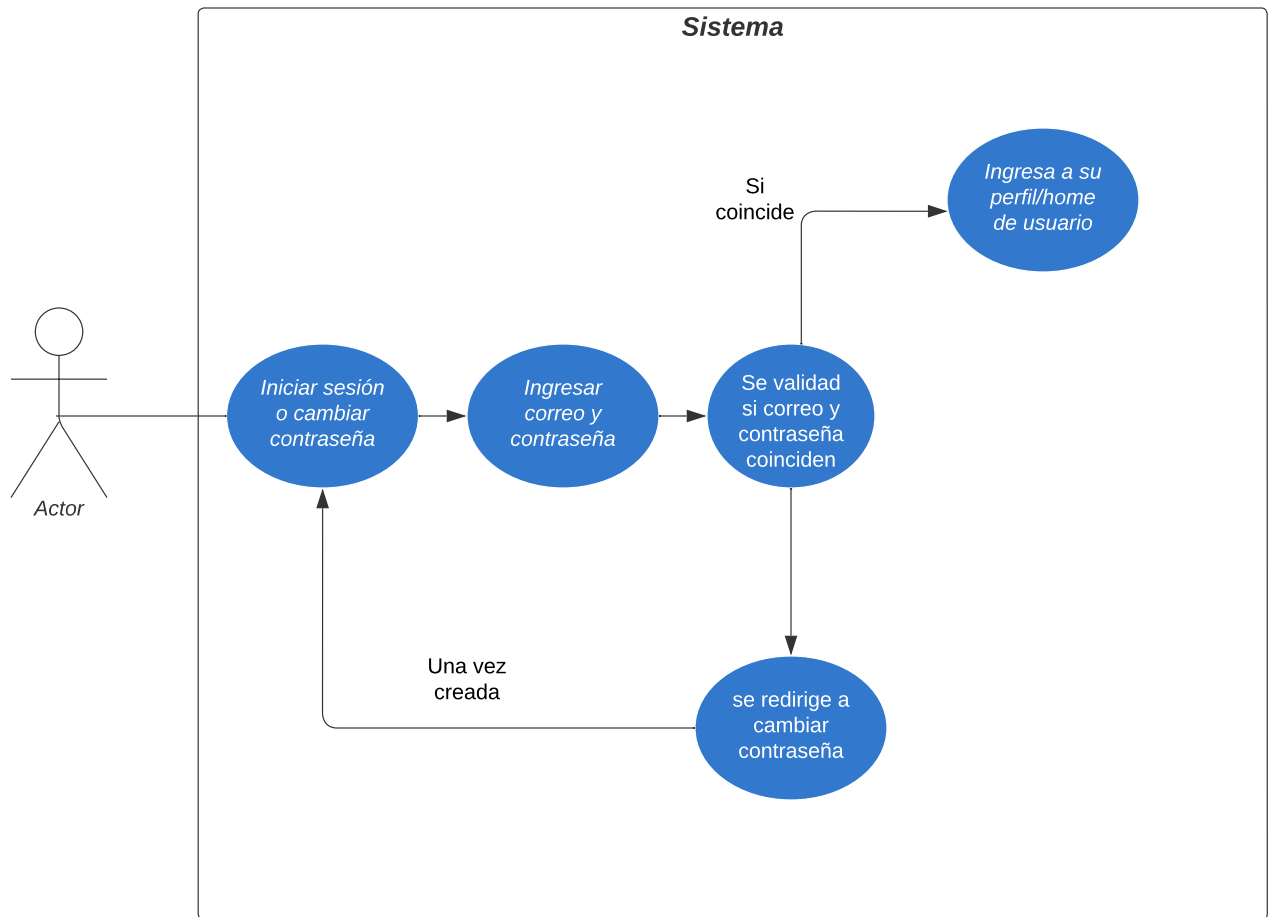 Sistema
Ingresa a su
perfil/home
de usuario
Si
coincide
Iniciar sesión
o cambiar
contraseña
Ingresar
correo y
contraseña
Se validad
si correo y
contraseña
coinciden
Actor
Una vez
creada
se redirige a
cambiar
contraseña